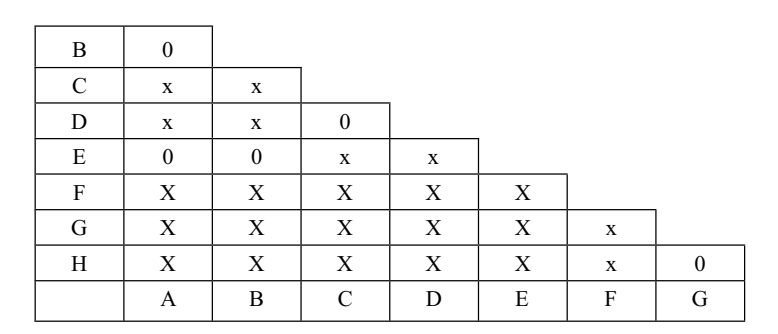 B 0
C x x
D x x 0
E 0 0 x x
F X X X X X
G X X X X X x
H X X X X X x 0
A B C D E F G